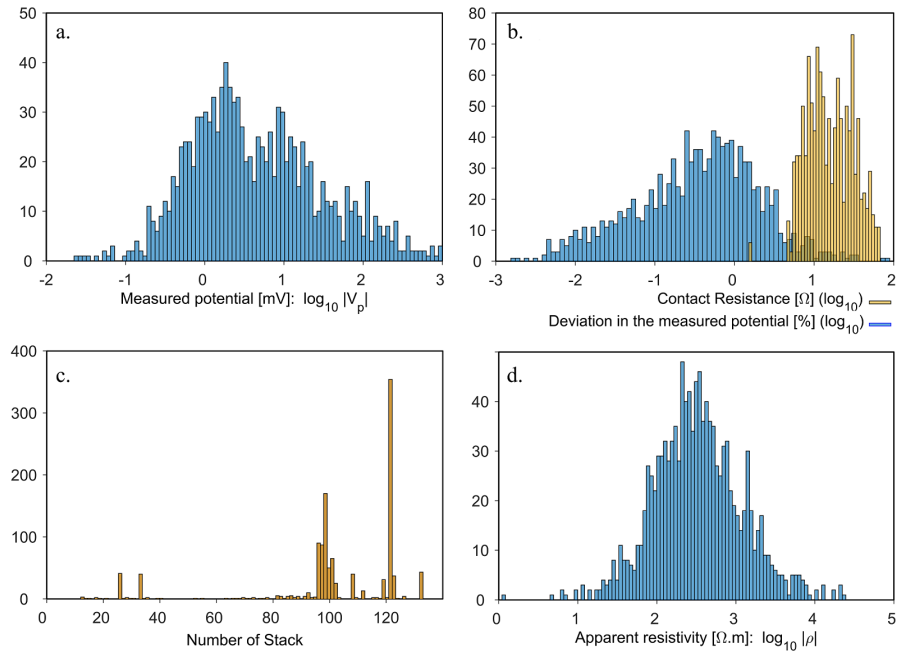 a.
50
40
30
20
10
0
-2 -1 0 1 2 3
Measured potential [mV]: log10 |Vp|
b.
80
70
60
50
40
30
20
10
0
-3 -2 -1 0 1 2
Contact Resistance [Ω] (log10)
Deviation in the measured potential [%] (log10)
c.
400
300
200
100
0
0 20 40 60 80 100 120
Number of Stack
d.
40
30
20
10
0
0 1 2 3 4 5
Apparent resistivity [Ω.m]: log10 |ρ|